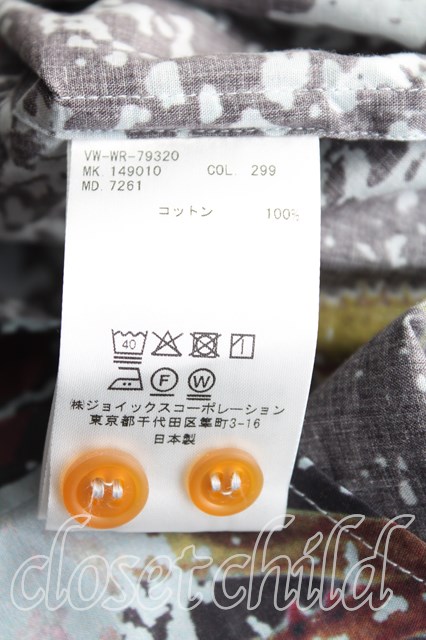 VW-WR-79320
MK. 149010 COL. 299
MD. 7261
コットン 100%
40
F W
㈱ジョイックスコーポレーション
東京都千代田区隼町3-16
日本製
closet child